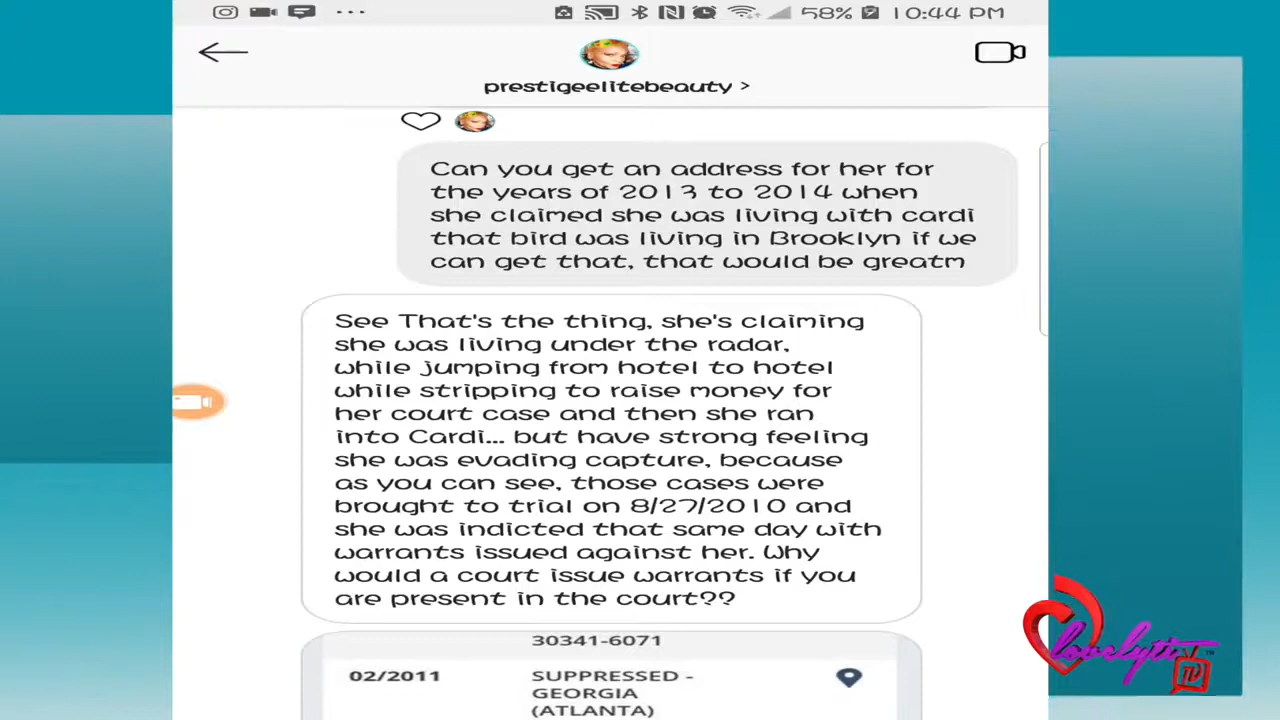 58% 10:44 PM
prestigeelitebeauty >
Can you get an address for her for
the years of 2013 to 2014 when
she claimed she was living with cardi
that bird was living in Brooklyn if we
can get that, that would be greatm
See That's the thing, she's claiming
she was living under the radar,
while jumping from hotel to hotel
while stripping to raise money for
her court case and then she ran
into Cardi... but have strong feeling
she was evading capture, because
as you can see, those cases were
brought to trial on 8/27/2010 and
she was indicted that same day with
warrants issued against her. Why
would a court issue warrants if you
are present in the court??
30341-6071
02/2011 SUPPRESSED -
GEORGIA
(ATLANTA)
lovelyti TV™